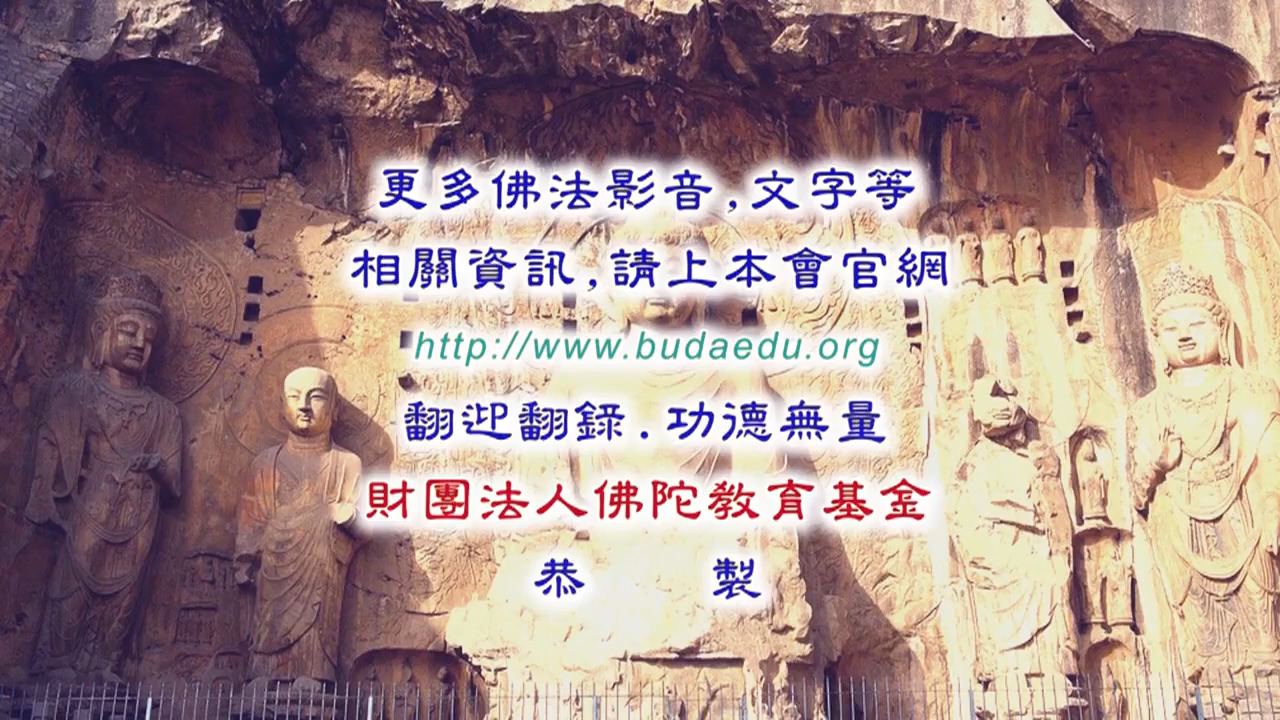 更多佛法影音,文字等
相關資訊,請上本會官網
http://www.budaedu.org
翻迎翻錄.功德無量
財團法人佛陀教育基金
恭 製